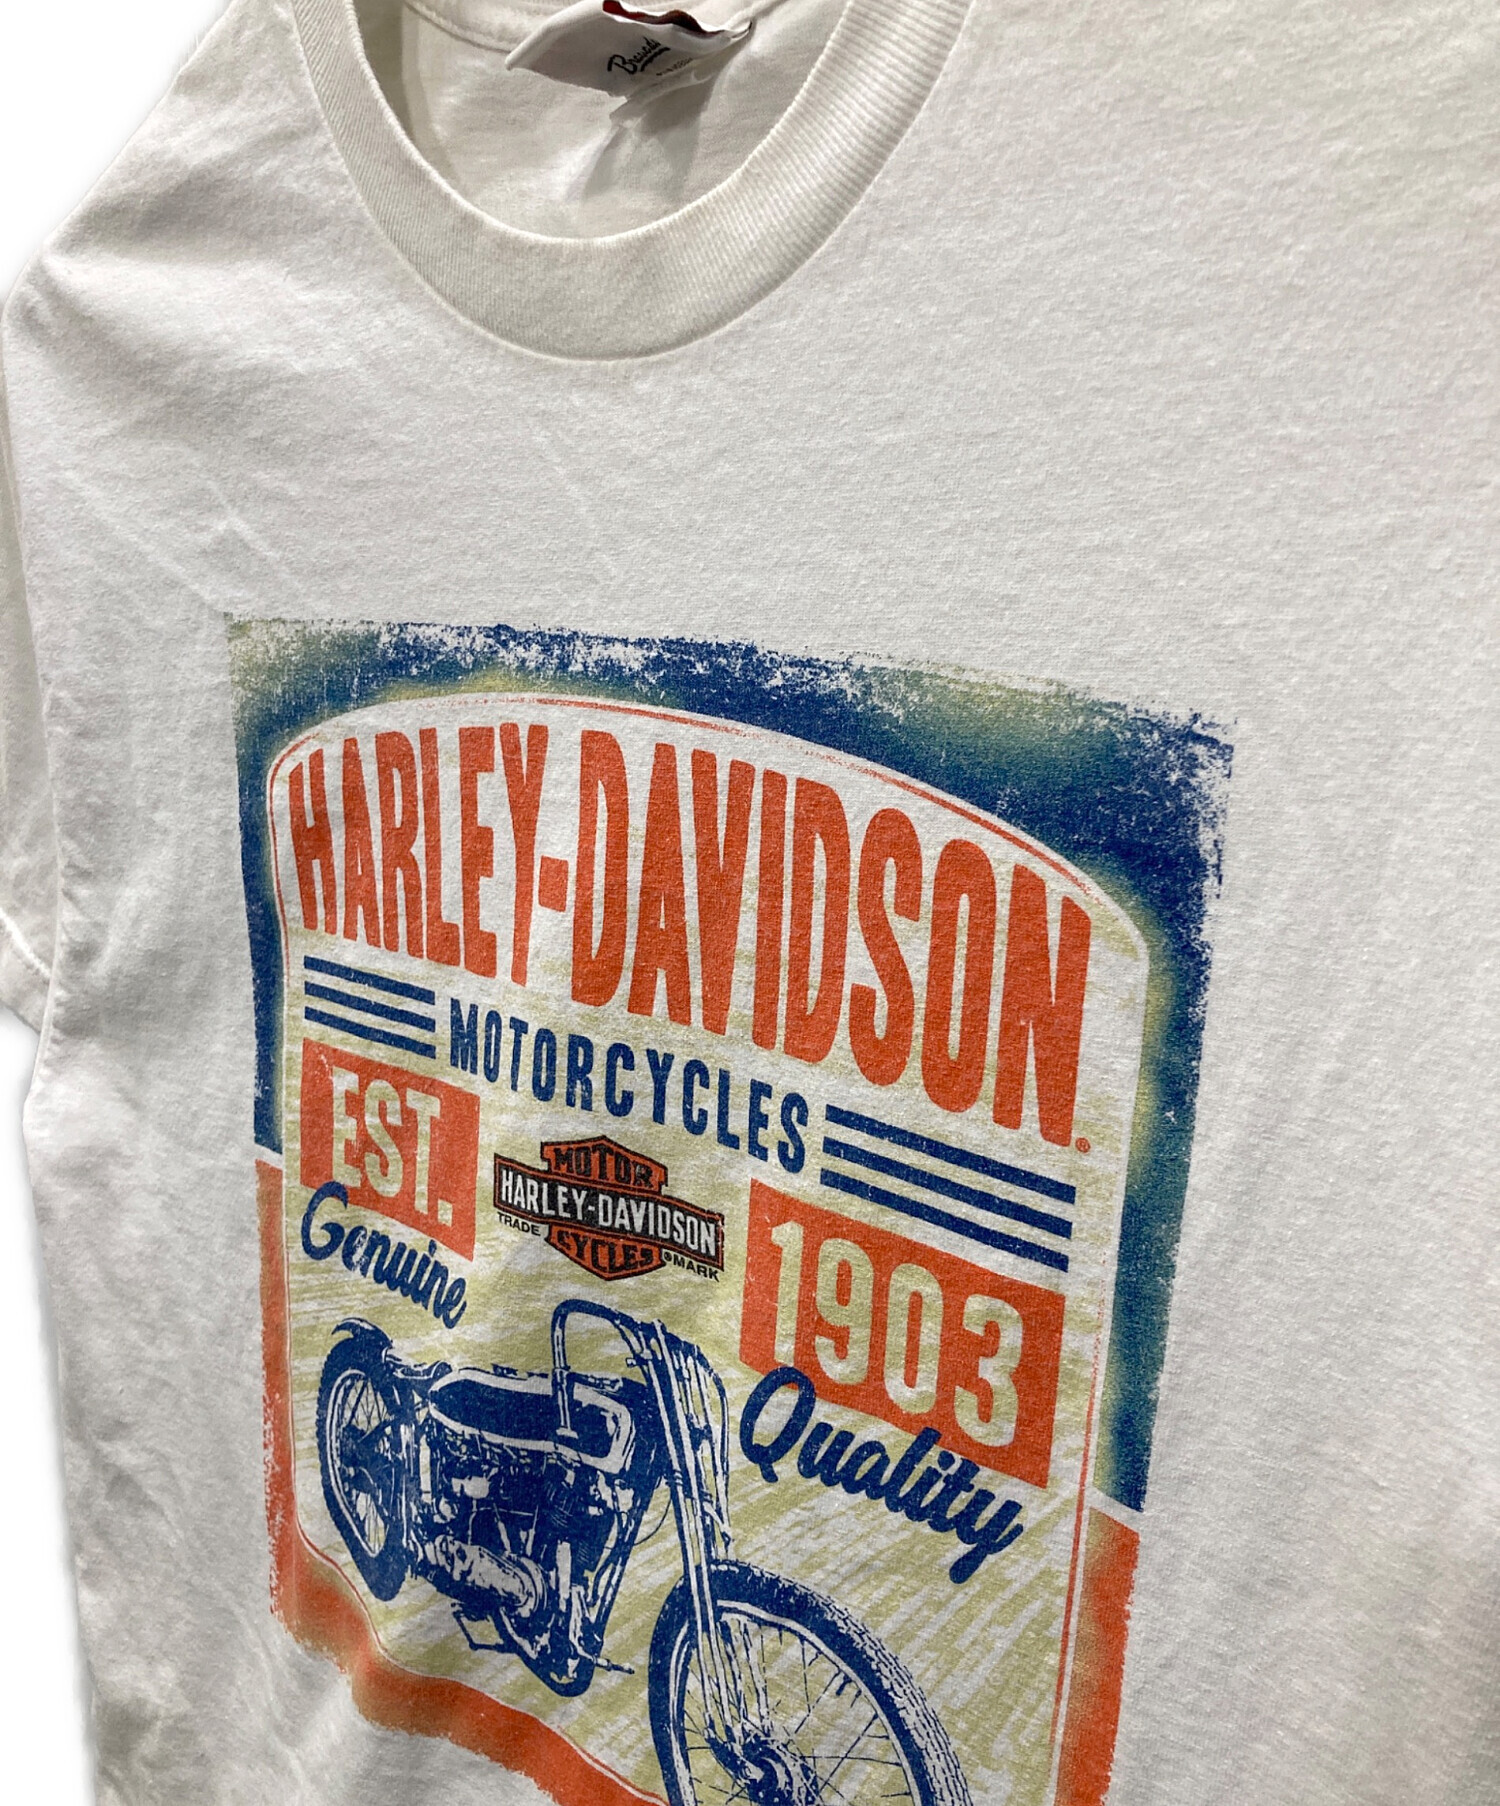 HARLEY-DAVIDSON®
MOTORCYCLES
EST.
MOTOR
HARLEY-DAVIDSON
TRADE CYCLES ®MARK
1903
Genuine
Quality